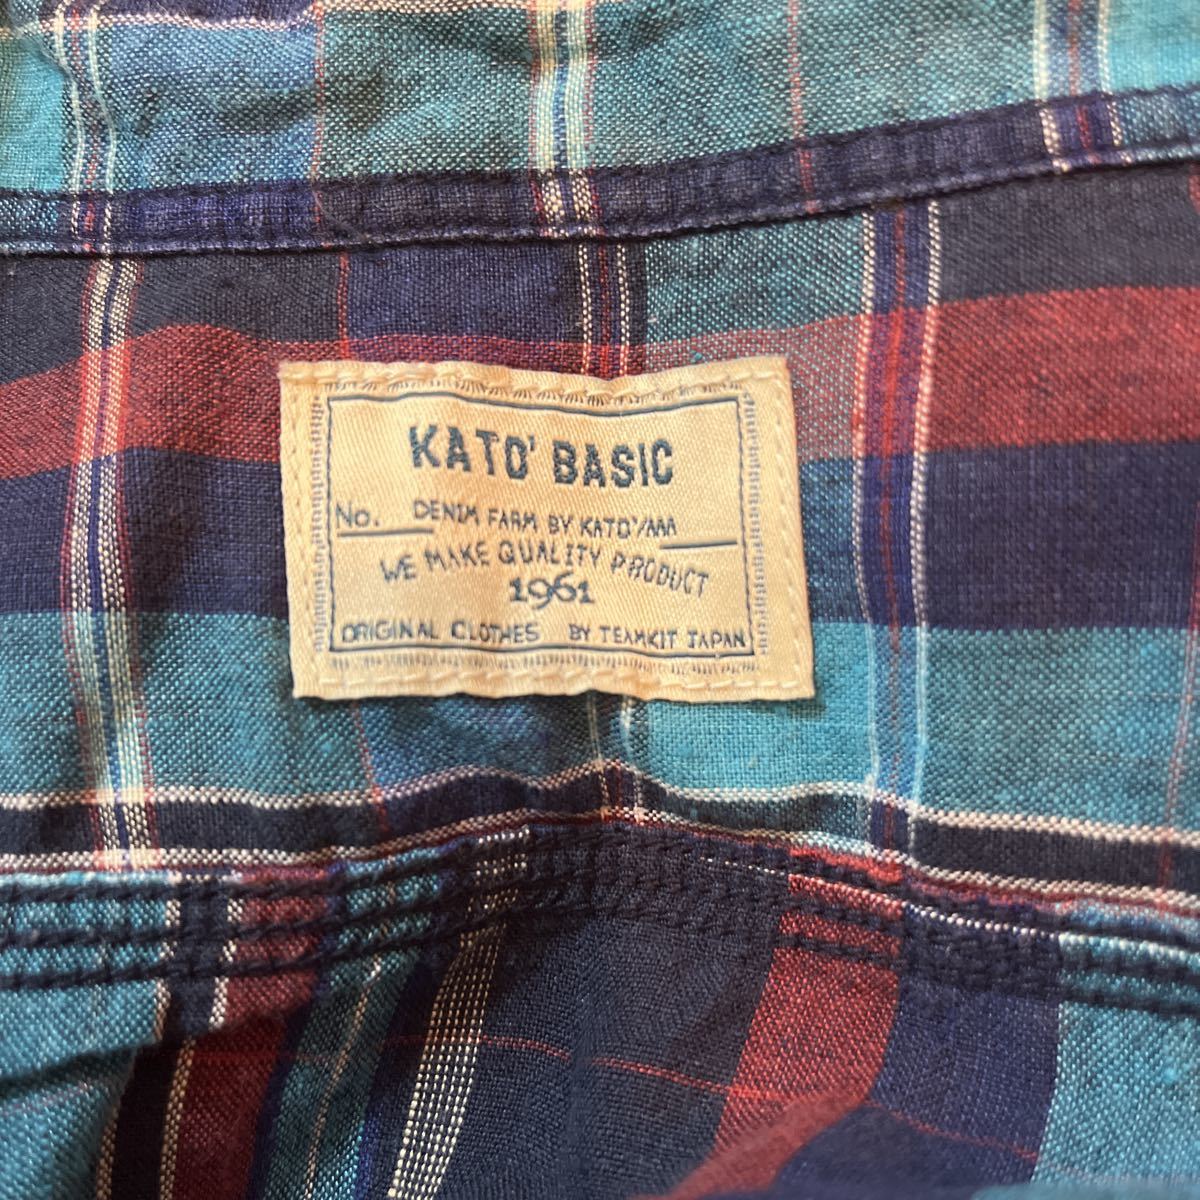 KATO' BASIC
No. DENIM FARM BY KATO'/AAA
WE MAKE QUALITY PRODUCT
1961
ORIGINAL CLOTHES BY TEAMKIT JAPAN